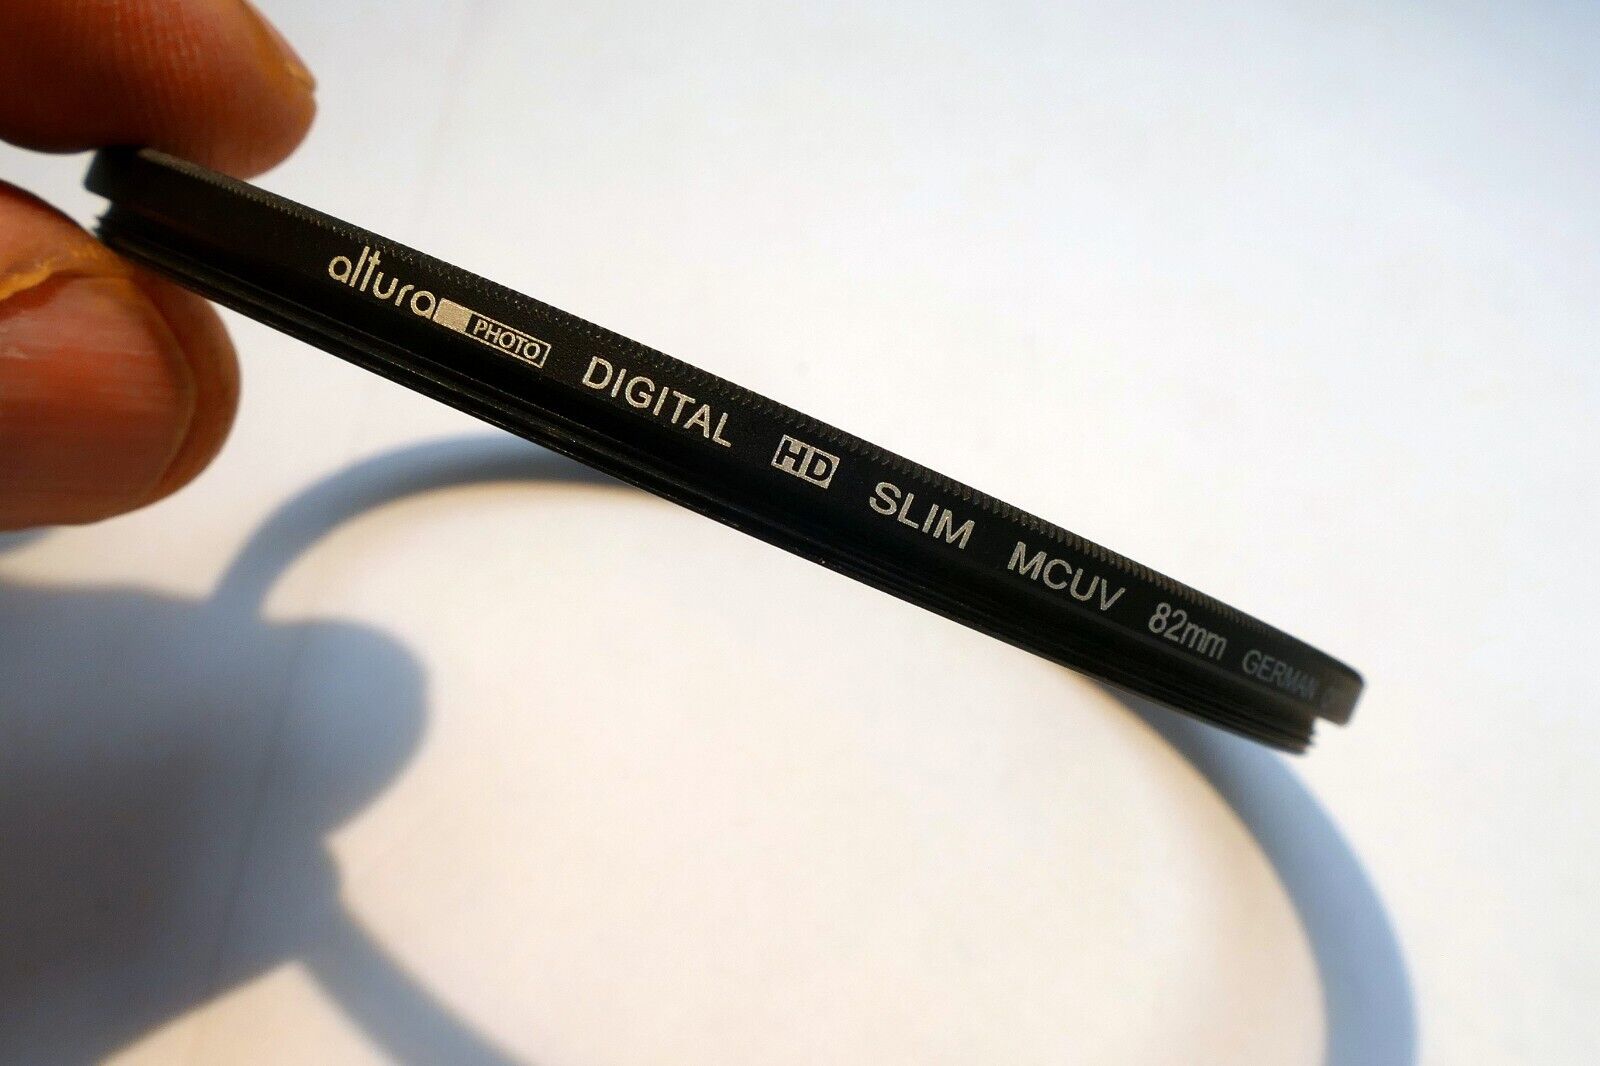 altura PHOTO DIGITAL HD SLIM MCUV 82mm GERMAN